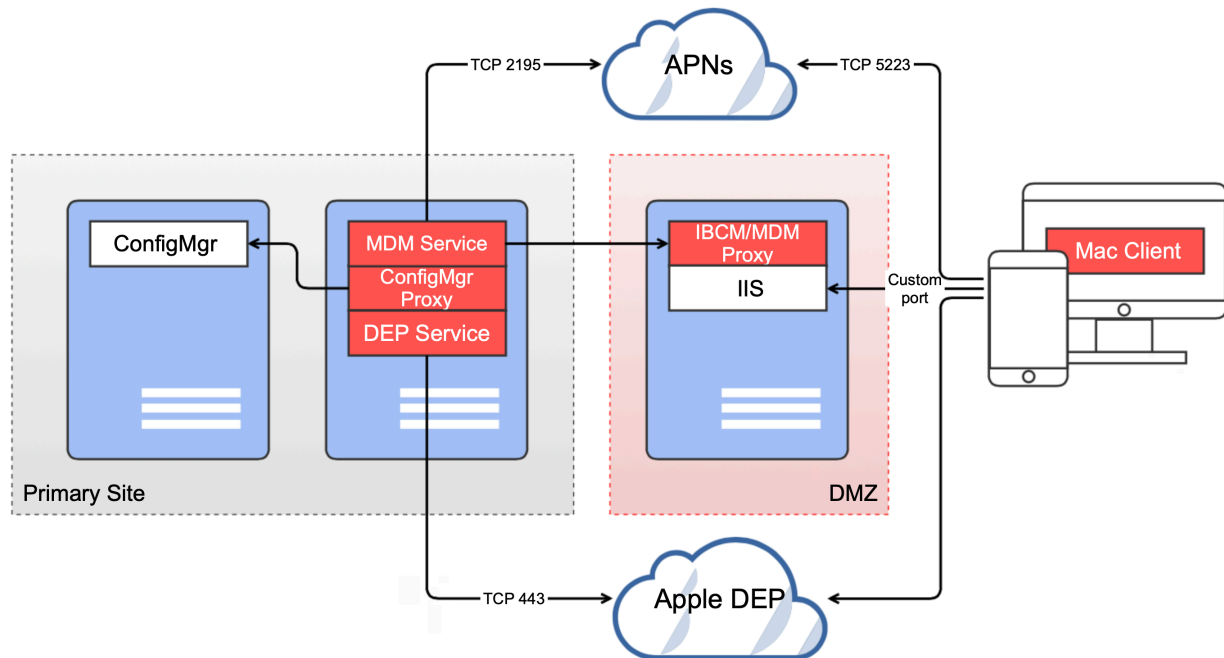 APNs
TCP 2195
TCP 5223
ConfigMgr
MDM Service
ConfigMgr
Proxy
DEP Service
IBCM/MDM
Proxy
IIS
Custom
port
Mac Client
Primary Site
DMZ
TCP 443
Apple DEP